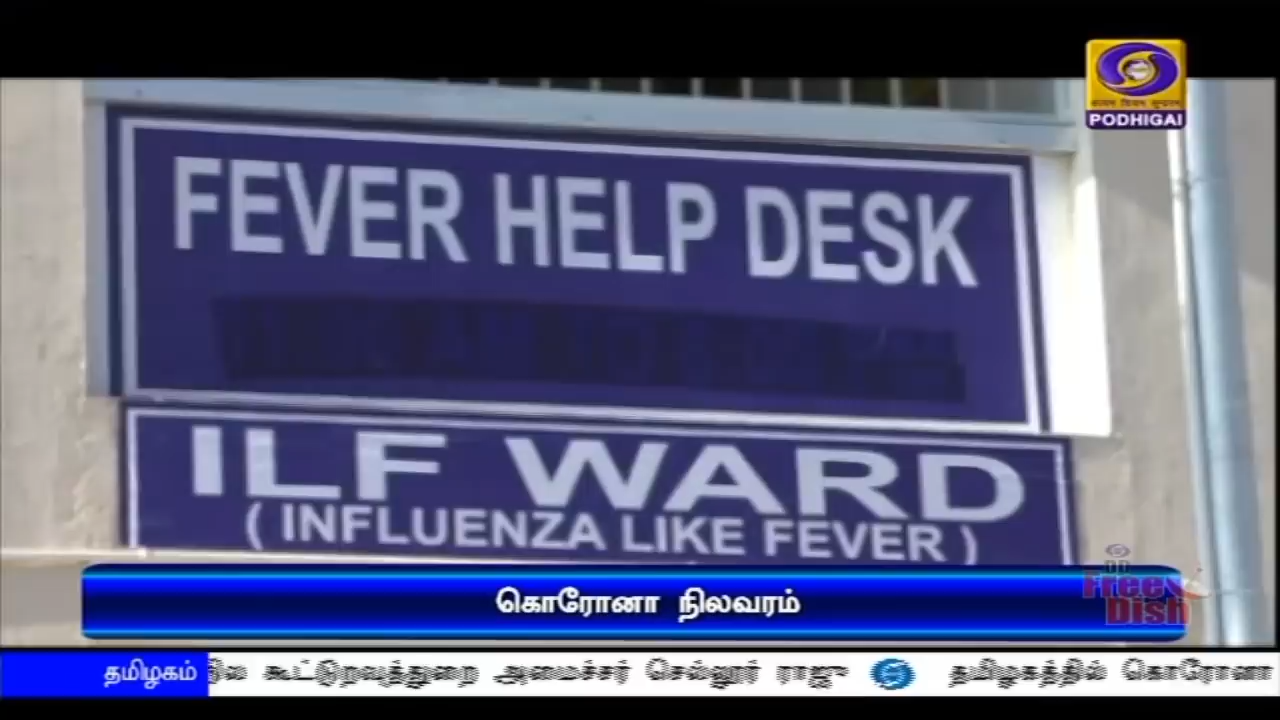 PODHIGAI
FEVER HELP DESK
ILF WARD
( INFLUENZA LIKE FEVER )
DD
Free
Dish
கொரோனா நிலவரம்
தமிழகம்
கூட்டுறவுத்துறை அமைச்சர் செல்லூர் ராஜு தமிழகத்தில் கொரோனா